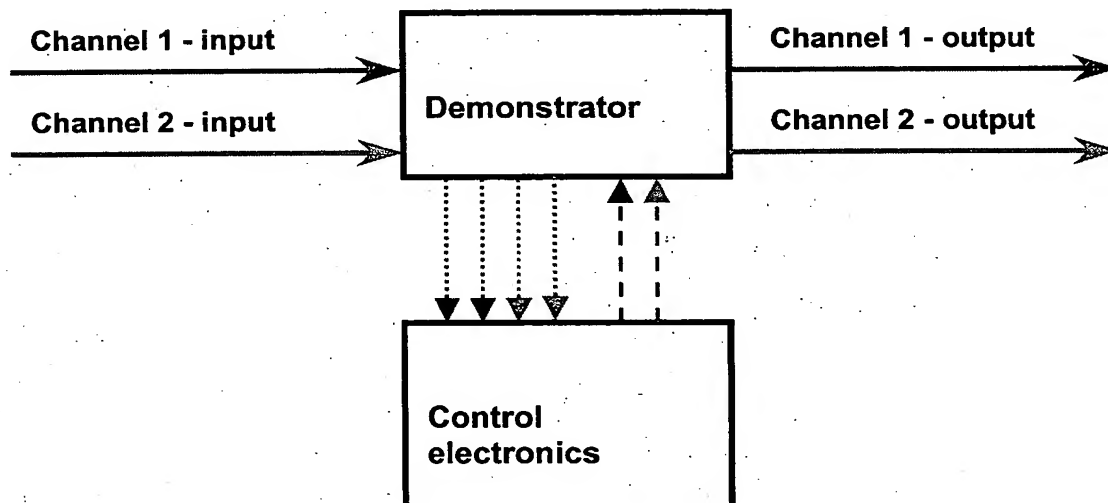 Channel 1 - input
Channel 1 - output
Demonstrator
Channel 2 - input
Channel 2 - output
Control
electronics